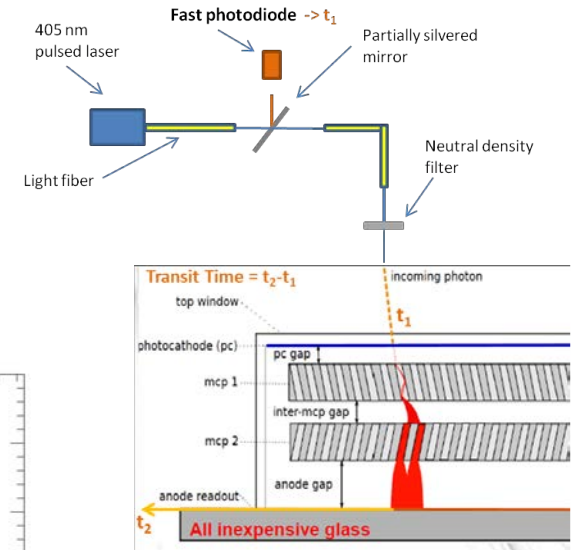 Fast photodiode -> t1
405 nm
pulsed laser
Partially silvered
mirror
Light fiber
Neutral density
filter
Transit Time = t2-t1
incoming photon
top window
t1
photocathode (pc)
pc gap
mcp 1
inter-mcp gap
mcp 2
anode gap
anode readout
t2
All inexpensive glass